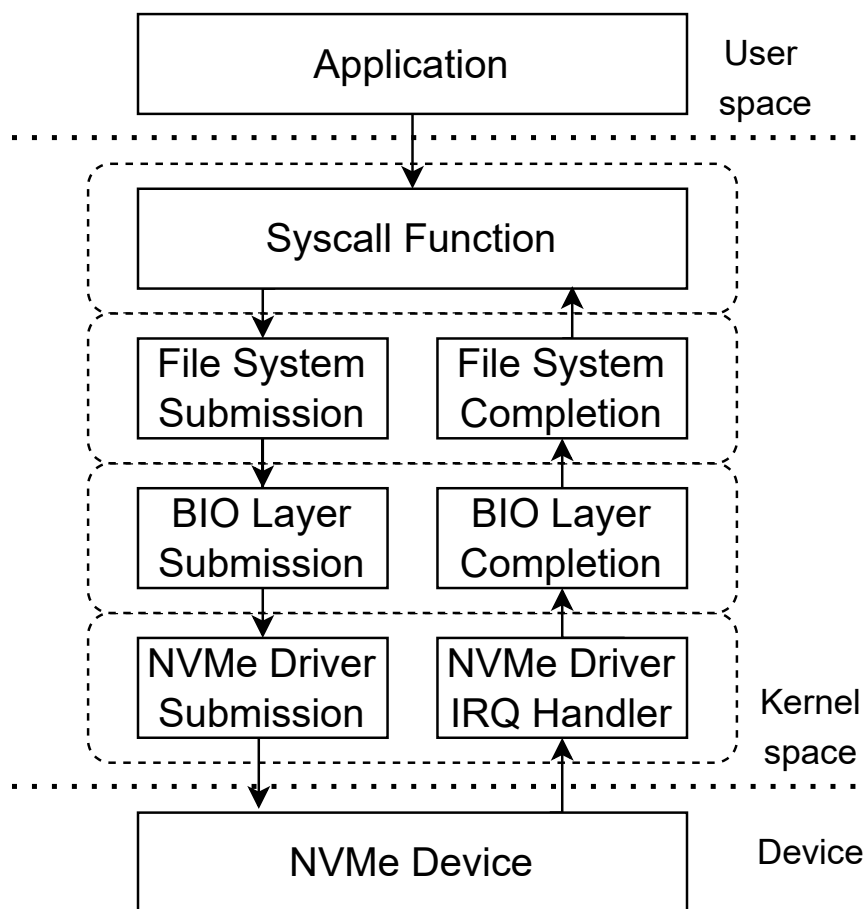 Application
User
space
Syscall Function
File System
Submission
File System
Completion
BIO Layer
Submission
BIO Layer
Completion
NVMe Driver
Submission
NVMe Driver
IRQ Handler
Kernel
space
NVMe Device
Device